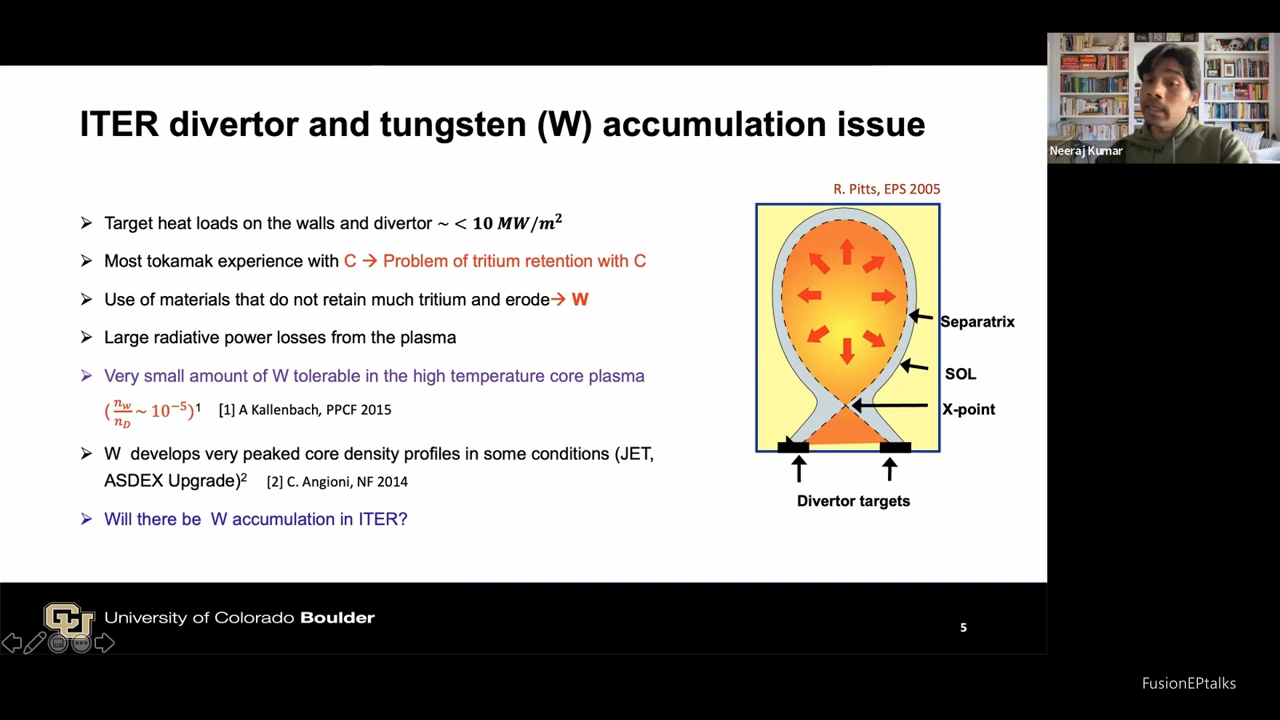 ITER divertor and tungsten (W) accumulation issue
Neeraj Kumar
R. Pitts, EPS 2005
➢ Target heat loads on the walls and divertor ~ < 10 MW/m²
➢ Most tokamak experience with C → Problem of tritium retention with C
➢ Use of materials that do not retain much tritium and erode→ W
➢ Large radiative power losses from the plasma
➢ Very small amount of W tolerable in the high temperature core plasma
(n_W/n_D ~ 10⁻⁵)¹ [1] A Kallenbach, PPCF 2015
➢ W develops very peaked core density profiles in some conditions (JET,
ASDEX Upgrade)² [2] C. Angioni, NF 2014
➢ Will there be W accumulation in ITER?
Separatrix
SOL
X-point
Divertor targets
CU University of Colorado Boulder
5
FusionEPtalks